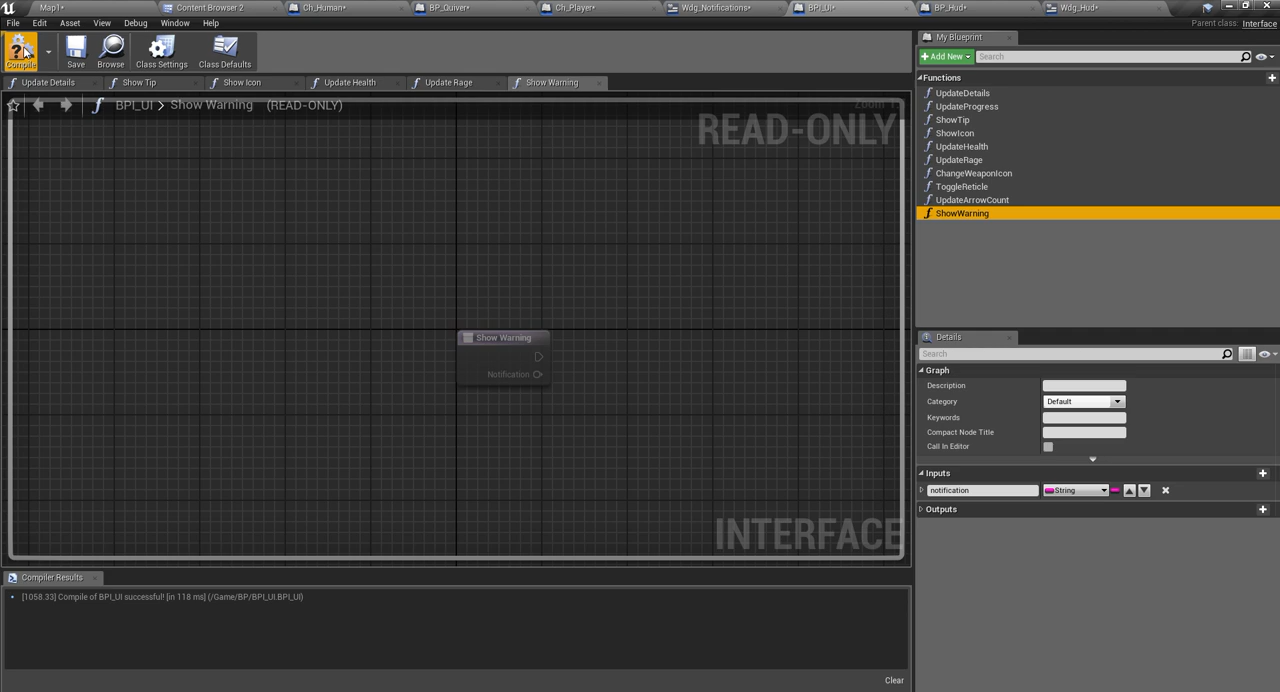 Map1*
Content Browser 2
Ch_Human*
BP_Quiver*
Ch_Player*
Wdg_Notifications*
BPI_UI*
BP_Hud*
Wdg_Hud*
File Edit Asset View Debug Window Help
Parent class: Interface
Compile
Save
Browse
Class Settings
Class Defaults
Update Details
Show Tip
Show Icon
Update Health
Update Rage
Show Warning
BPI_UI > Show Warning (READ-ONLY)
READ-ONLY
Show Warning
Notification
INTERFACE
Compiler Results
[1058.33] Compile of BPI_UI successful! [in 118 ms] (/Game/BP/BPI_UI.BPI_UI)
Clear
My Blueprint
+ Add New
Search
Functions
UpdateDetails
UpdateProgress
ShowTip
ShowIcon
UpdateHealth
UpdateRage
ChangeWeaponIcon
ToggleReticle
UpdateArrowCount
ShowWarning
Details
Search
Graph
Description
Category Default
Keywords
Compact Node Title
Call In Editor
Inputs
notification String
Outputs